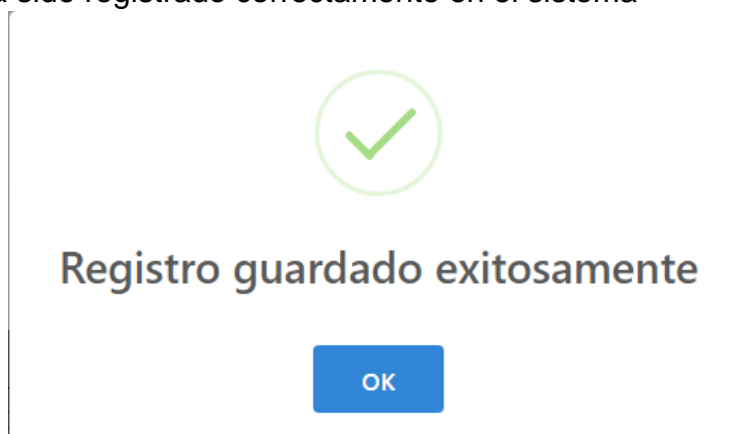 sido registrado correctamente en el sistema
Registro guardado exitosamente
OK